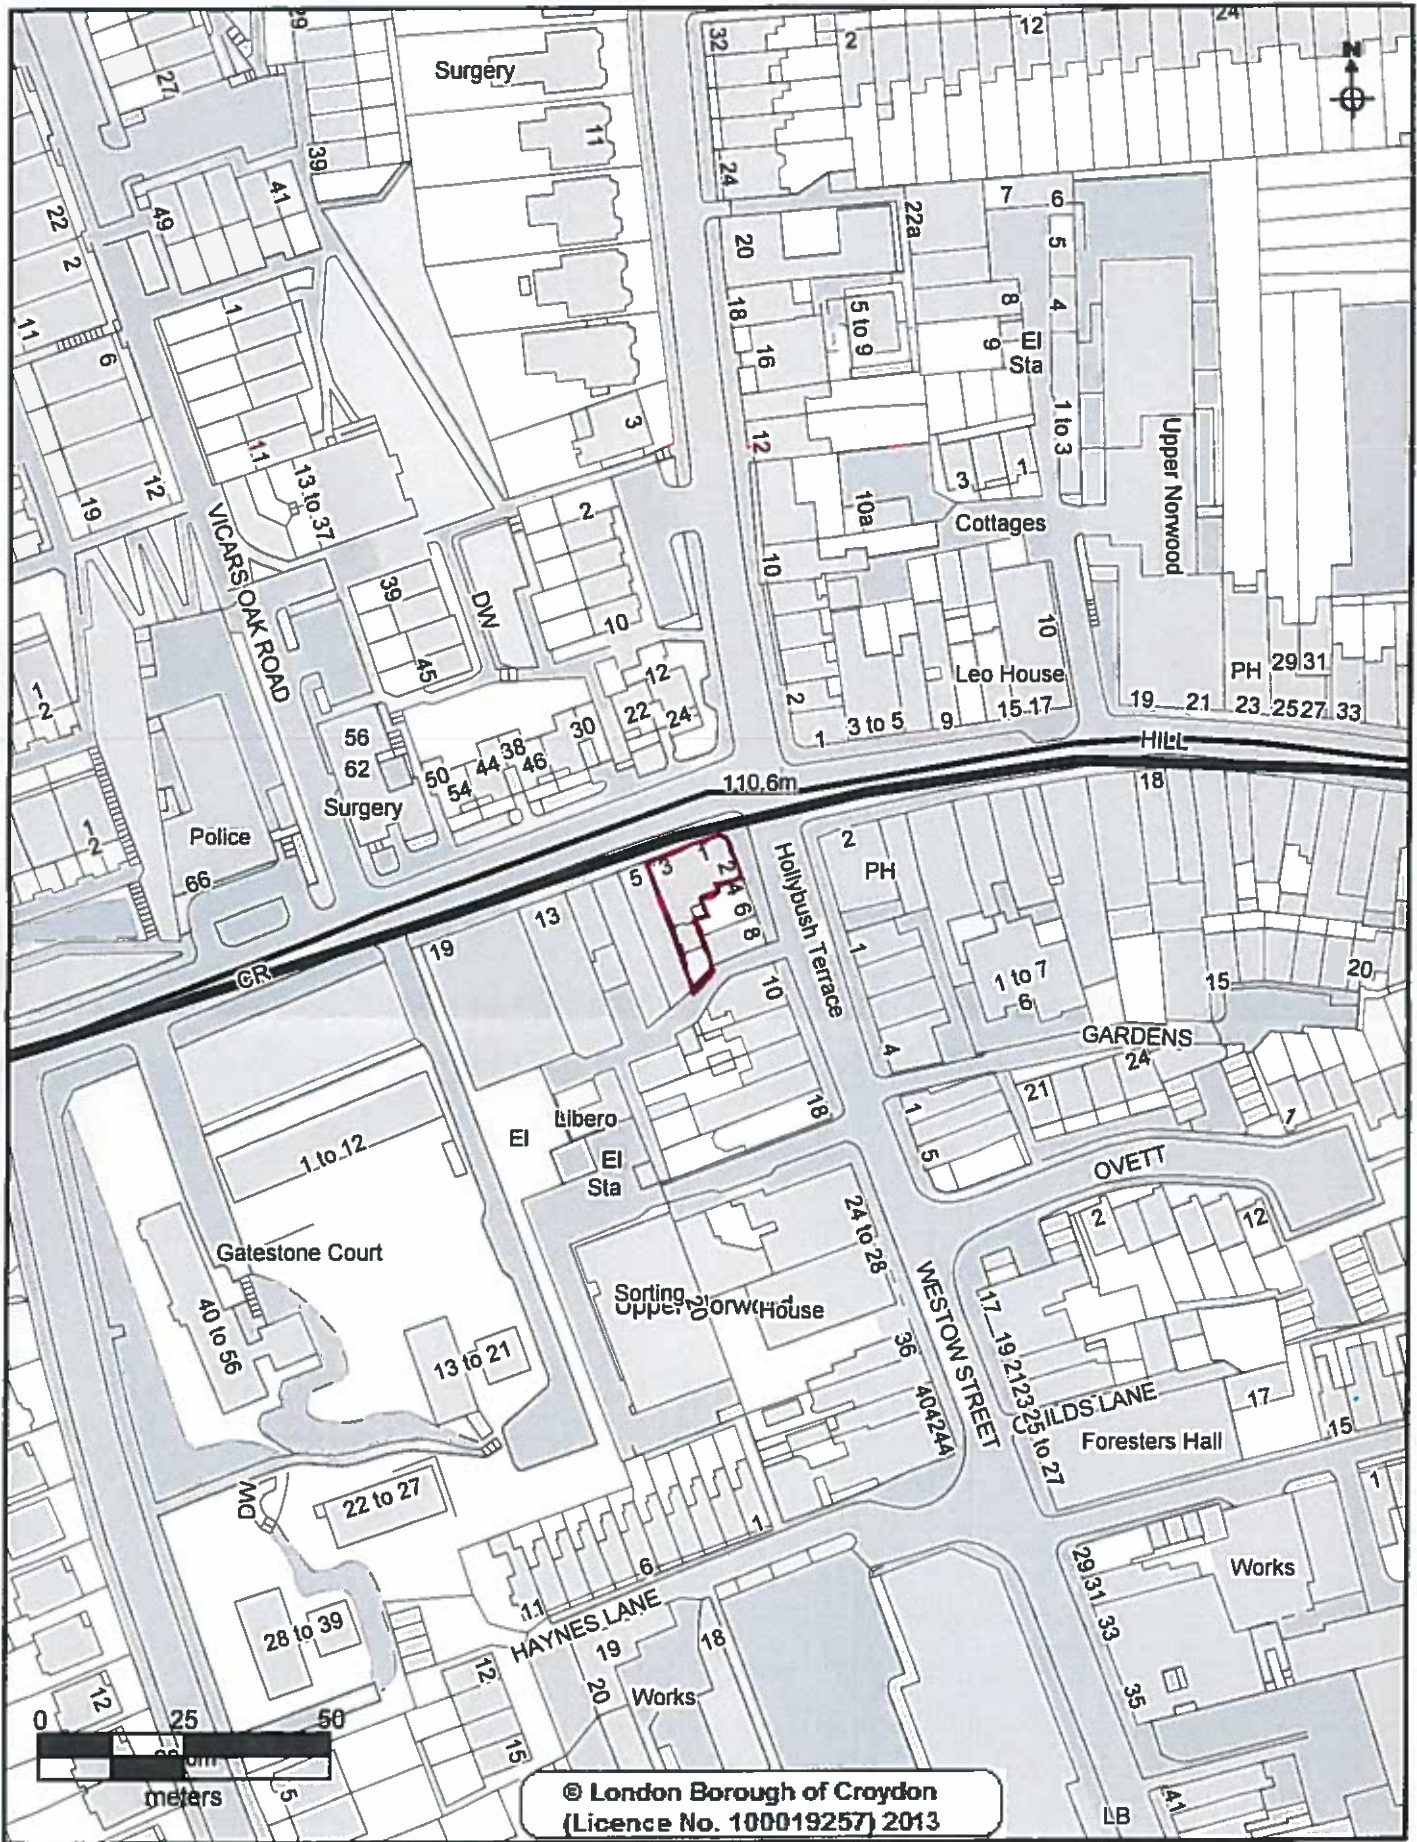 29
32
2
12
24
N
27
Surgery
11
39
24
7
6
41
22
49
22a
5
20
2
1
18
8
4
5 to 9
11
6
16
9
El
Sta
3
12
1 to 3
11
Upper Norwood
13 to 37
12
19
3
1
2
10a
Cottages
VICARS OAK ROAD
10
39
DW
10
10
45
12
Leo House
PH
29 31
1
2
2
22
24
30
56
38
1
3 to 5
9
15 17
19
21
23
25 27
33
HILL
62
50
44
46
54
110.6m
18
Surgery
1
2
Police
66
5
3
1
2
4
6
8
2
PH
13
Hollybush Terrace
19
CR
10
1
1 to 7
6
15
20
4
GARDENS
24
Libero
El
El
Sta
18
1
21
1
5
1 to 12
OVETT
2
12
24 to 28
Gatestone Court
Sorting
Upper Norwood
20
House
40 to 56
WESTOW STREET
17
19 21 23 25 to 27
13 to 21
36
40 42 44
CHILDS LANE
17
15
Foresters Hall
DW
22 to 27
1
1
6
29 31
Works
28 to 39
11
HAYNES LANE
33
19
18
12
12
20
Works
35
0
25
50
15
5
meters
41
LB
© London Borough of Croydon
(Licence No. 100019257) 2013